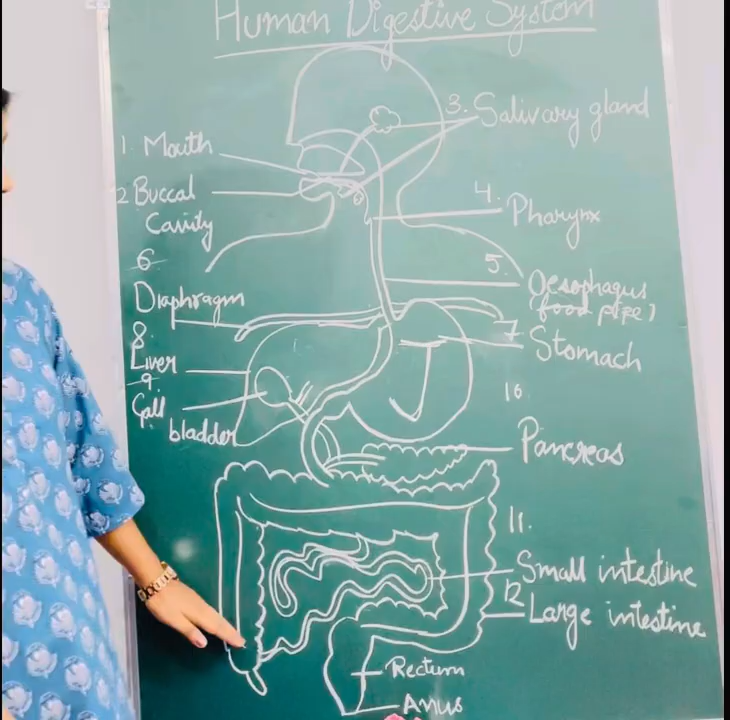 Human Digestive System
3. Salivary gland
1. Mouth
2 Buccal
Cavity
4. Pharynx
5. Oesophagus
(food pipe)
6
Diaphragm
7 Stomach
8.
Liver
9.
Gall
bladder
10.
Pancreas
11.
Small intestine
12 Large intestine
Rectum
Anus